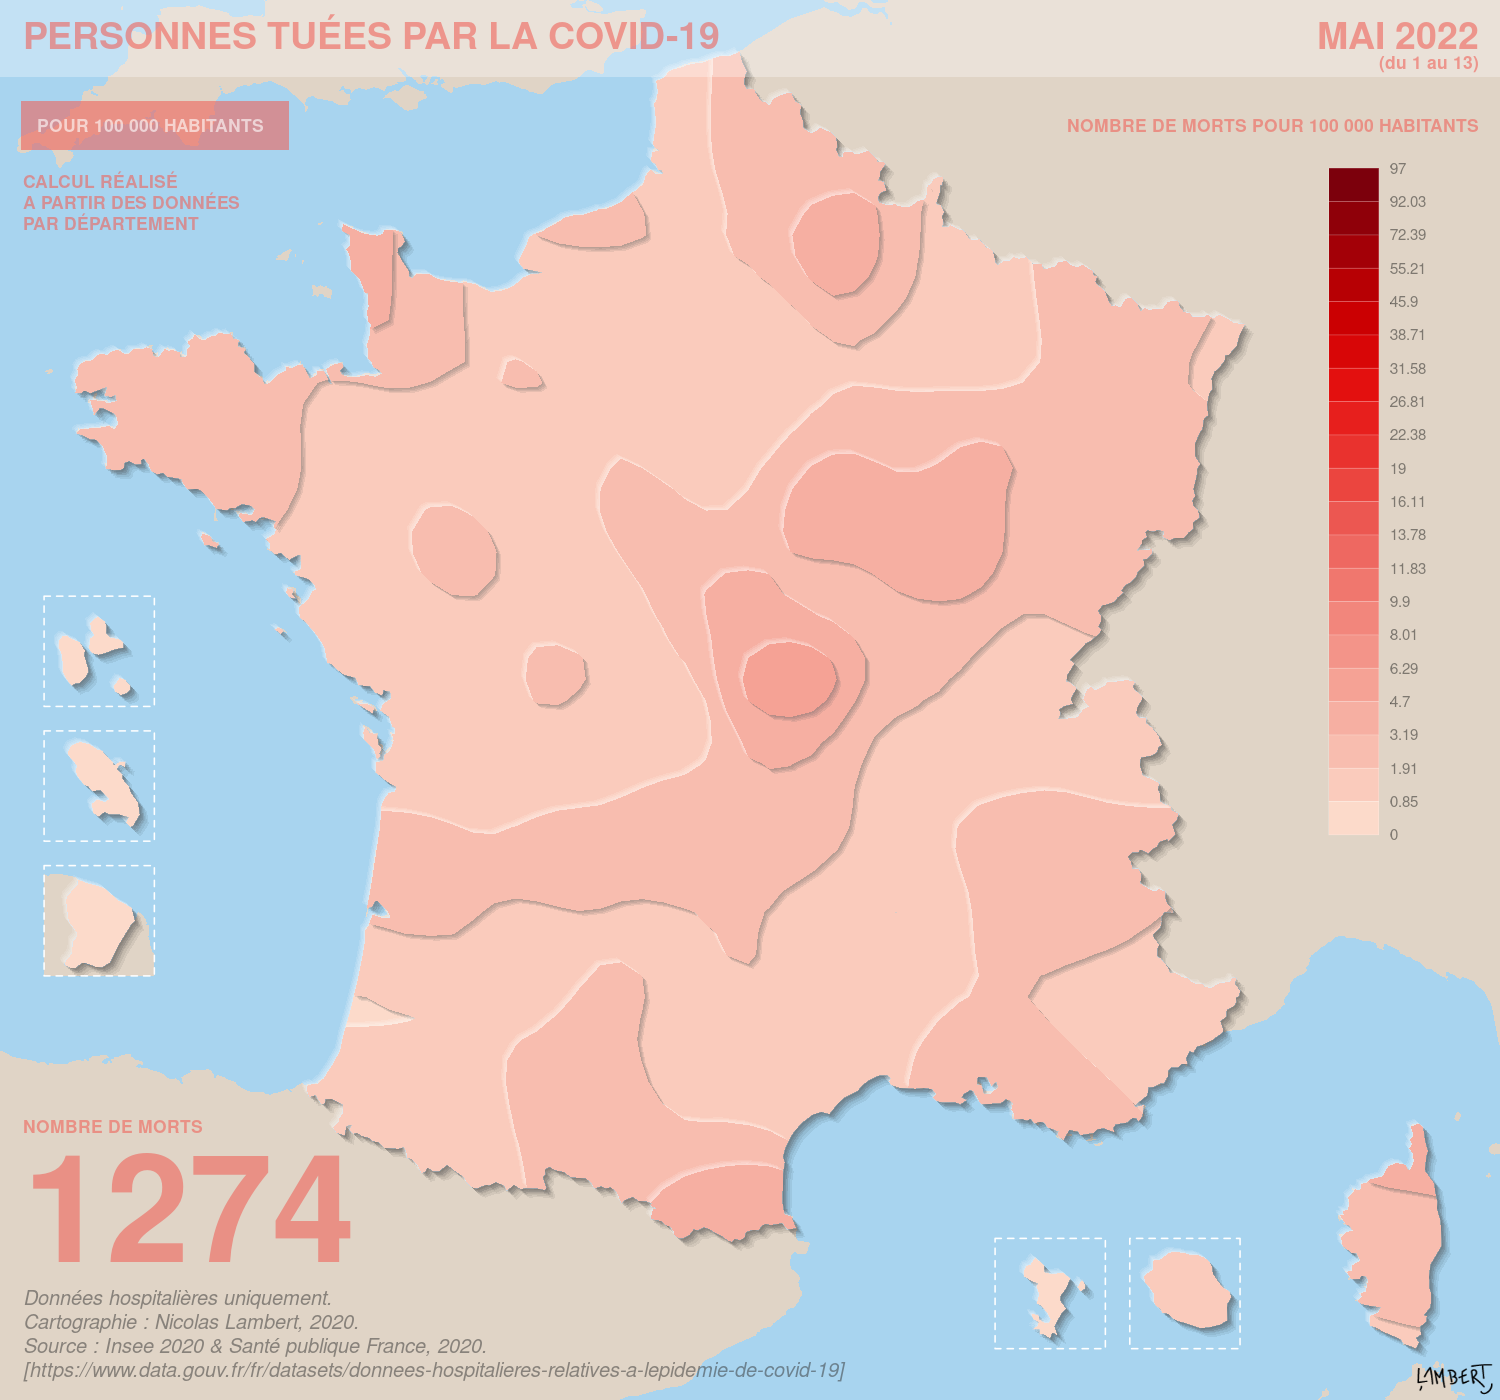 PERSONNES TUÉES PAR LA COVID-19
MAI 2022
(du 1 au 13)
POUR 100 000 HABITANTS
CALCUL RÉALISÉ
A PARTIR DES DONNÉES
PAR DÉPARTEMENT
NOMBRE DE MORTS POUR 100 000 HABITANTS
97
92.03
72.39
55.21
45.9
38.71
31.58
26.81
22.38
19
16.11
13.78
11.83
9.9
8.01
6.29
4.7
3.19
1.91
0.85
0
NOMBRE DE MORTS
1274
Données hospitalières uniquement.
Cartographie : Nicolas Lambert, 2020.
Source : Insee 2020 & Santé publique France, 2020.
[https://www.data.gouv.fr/fr/datasets/donnees-hospitalieres-relatives-a-lepidemie-de-covid-19]
LAMBERT